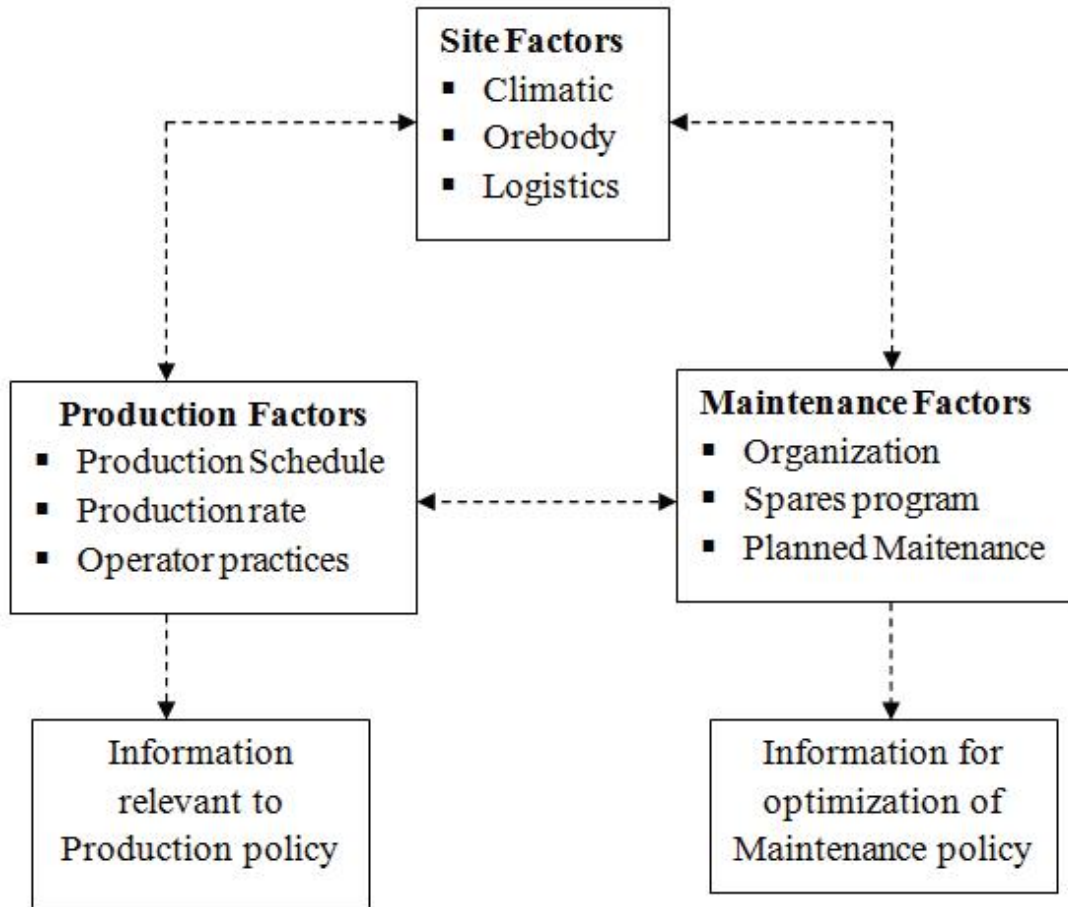 Site Factors
▪ Climatic
▪ Orebody
▪ Logistics
Production Factors
▪ Production Schedule
▪ Production rate
▪ Operator practices
Maintenance Factors
▪ Organization
▪ Spares program
▪ Planned Maitenance
Information
relevant to
Production policy
Information for
optimization of
Maintenance policy